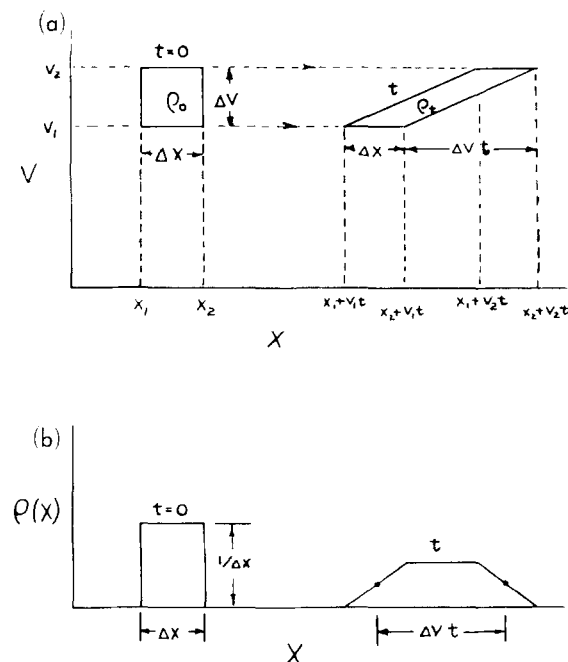 (a)
t=0
V₂
ρ₀
ΔV
t
ρₜ
V₁
Δx
Δx
ΔV t
V
X₁
X₂
X₁+V₁t
X₂+V₁t
X₁+V₂t
X₂+V₂t
X
(b)
ρ(x)
t=0
t
1/Δx
Δx
ΔV t
X